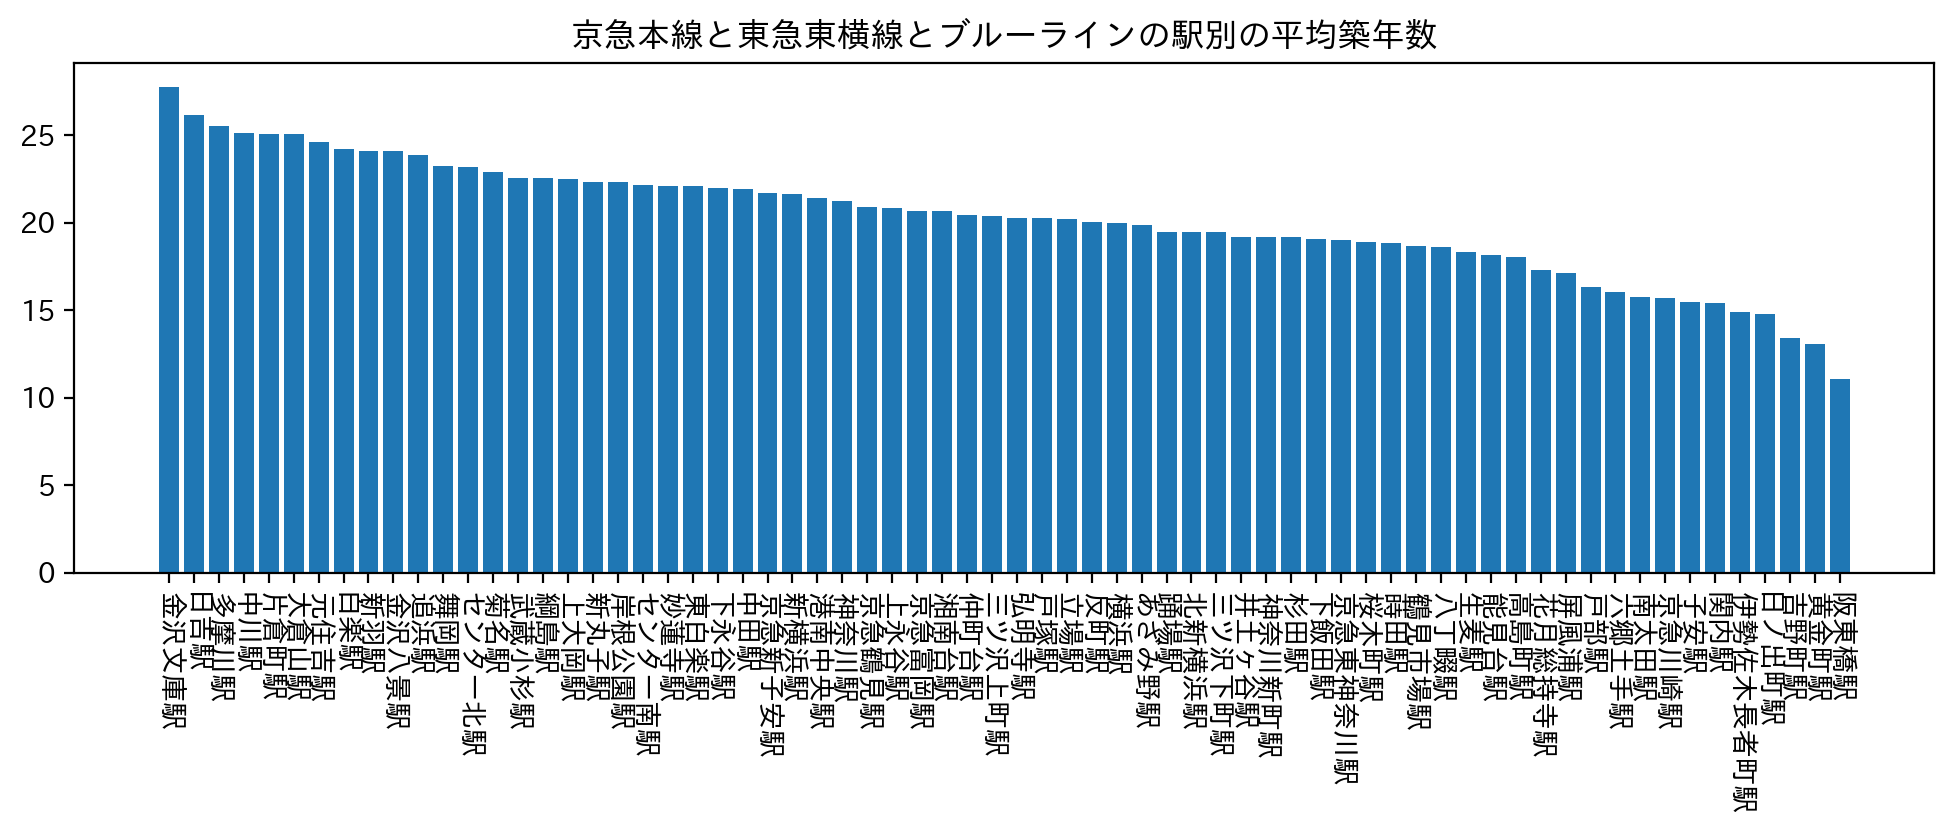 京急本線と東急東横線とブルーラインの駅別の平均築年数
25
20
15
10
5
0
金沢文庫駅
日吉駅
多摩川駅
中川駅
片倉町駅
大倉山駅
元住吉駅
白楽駅
新羽駅
金沢八景駅
追浜駅
舞岡駅
センター北駅
菊名駅
武蔵小杉駅
綱島駅
上大岡駅
新丸子駅
岸根公園駅
センター南駅
妙蓮寺駅
東白楽駅
下永谷駅
中田駅
京急新子安駅
新横浜駅
港南中央駅
神奈川駅
京急鶴見駅
上永谷駅
京急富岡駅
湘南台駅
仲町台駅
三ツ沢上町駅
弘明寺駅
戸塚駅
立場駅
反町駅
横浜駅
あざみ野駅
踊場駅
北新横浜駅
三ツ沢下町駅
井土ヶ谷駅
神奈川新町駅
杉田駅
下飯田駅
京急東神奈川駅
桜木町駅
蒔田駅
鶴見市場駅
八丁畷駅
生麦駅
能見台駅
高島町駅
花月総持寺駅
屏風浦駅
戸部駅
六郷土手駅
南太田駅
京急川崎駅
子安駅
関内駅
伊勢佐木長者町駅
日ノ出町駅
吉野町駅
黄金町駅
阪東橋駅